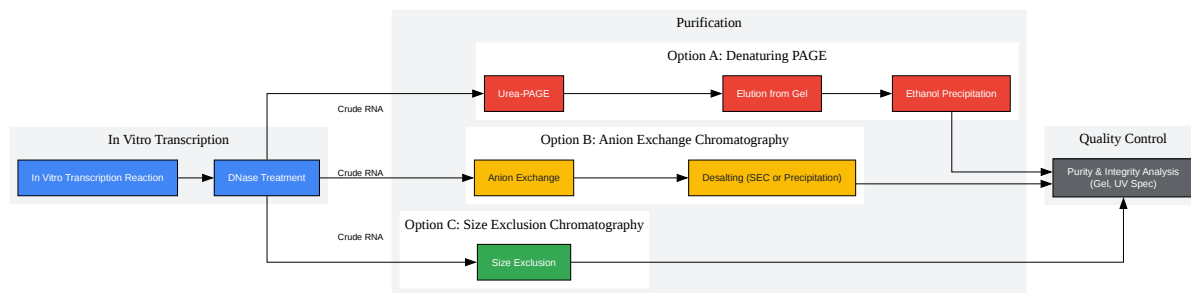 Purification
Option A: Denaturing PAGE
Urea-PAGE
Elution from Gel
Ethanol Precipitation
Crude RNA
In Vitro Transcription
In Vitro Transcription Reaction
DNase Treatment
Crude RNA
Option B: Anion Exchange Chromatography
Anion Exchange
Desalting (SEC or Precipitation)
Quality Control
Purity & Integrity Analysis
(Gel, UV Spec)
Option C: Size Exclusion Chromatography
Crude RNA
Size Exclusion